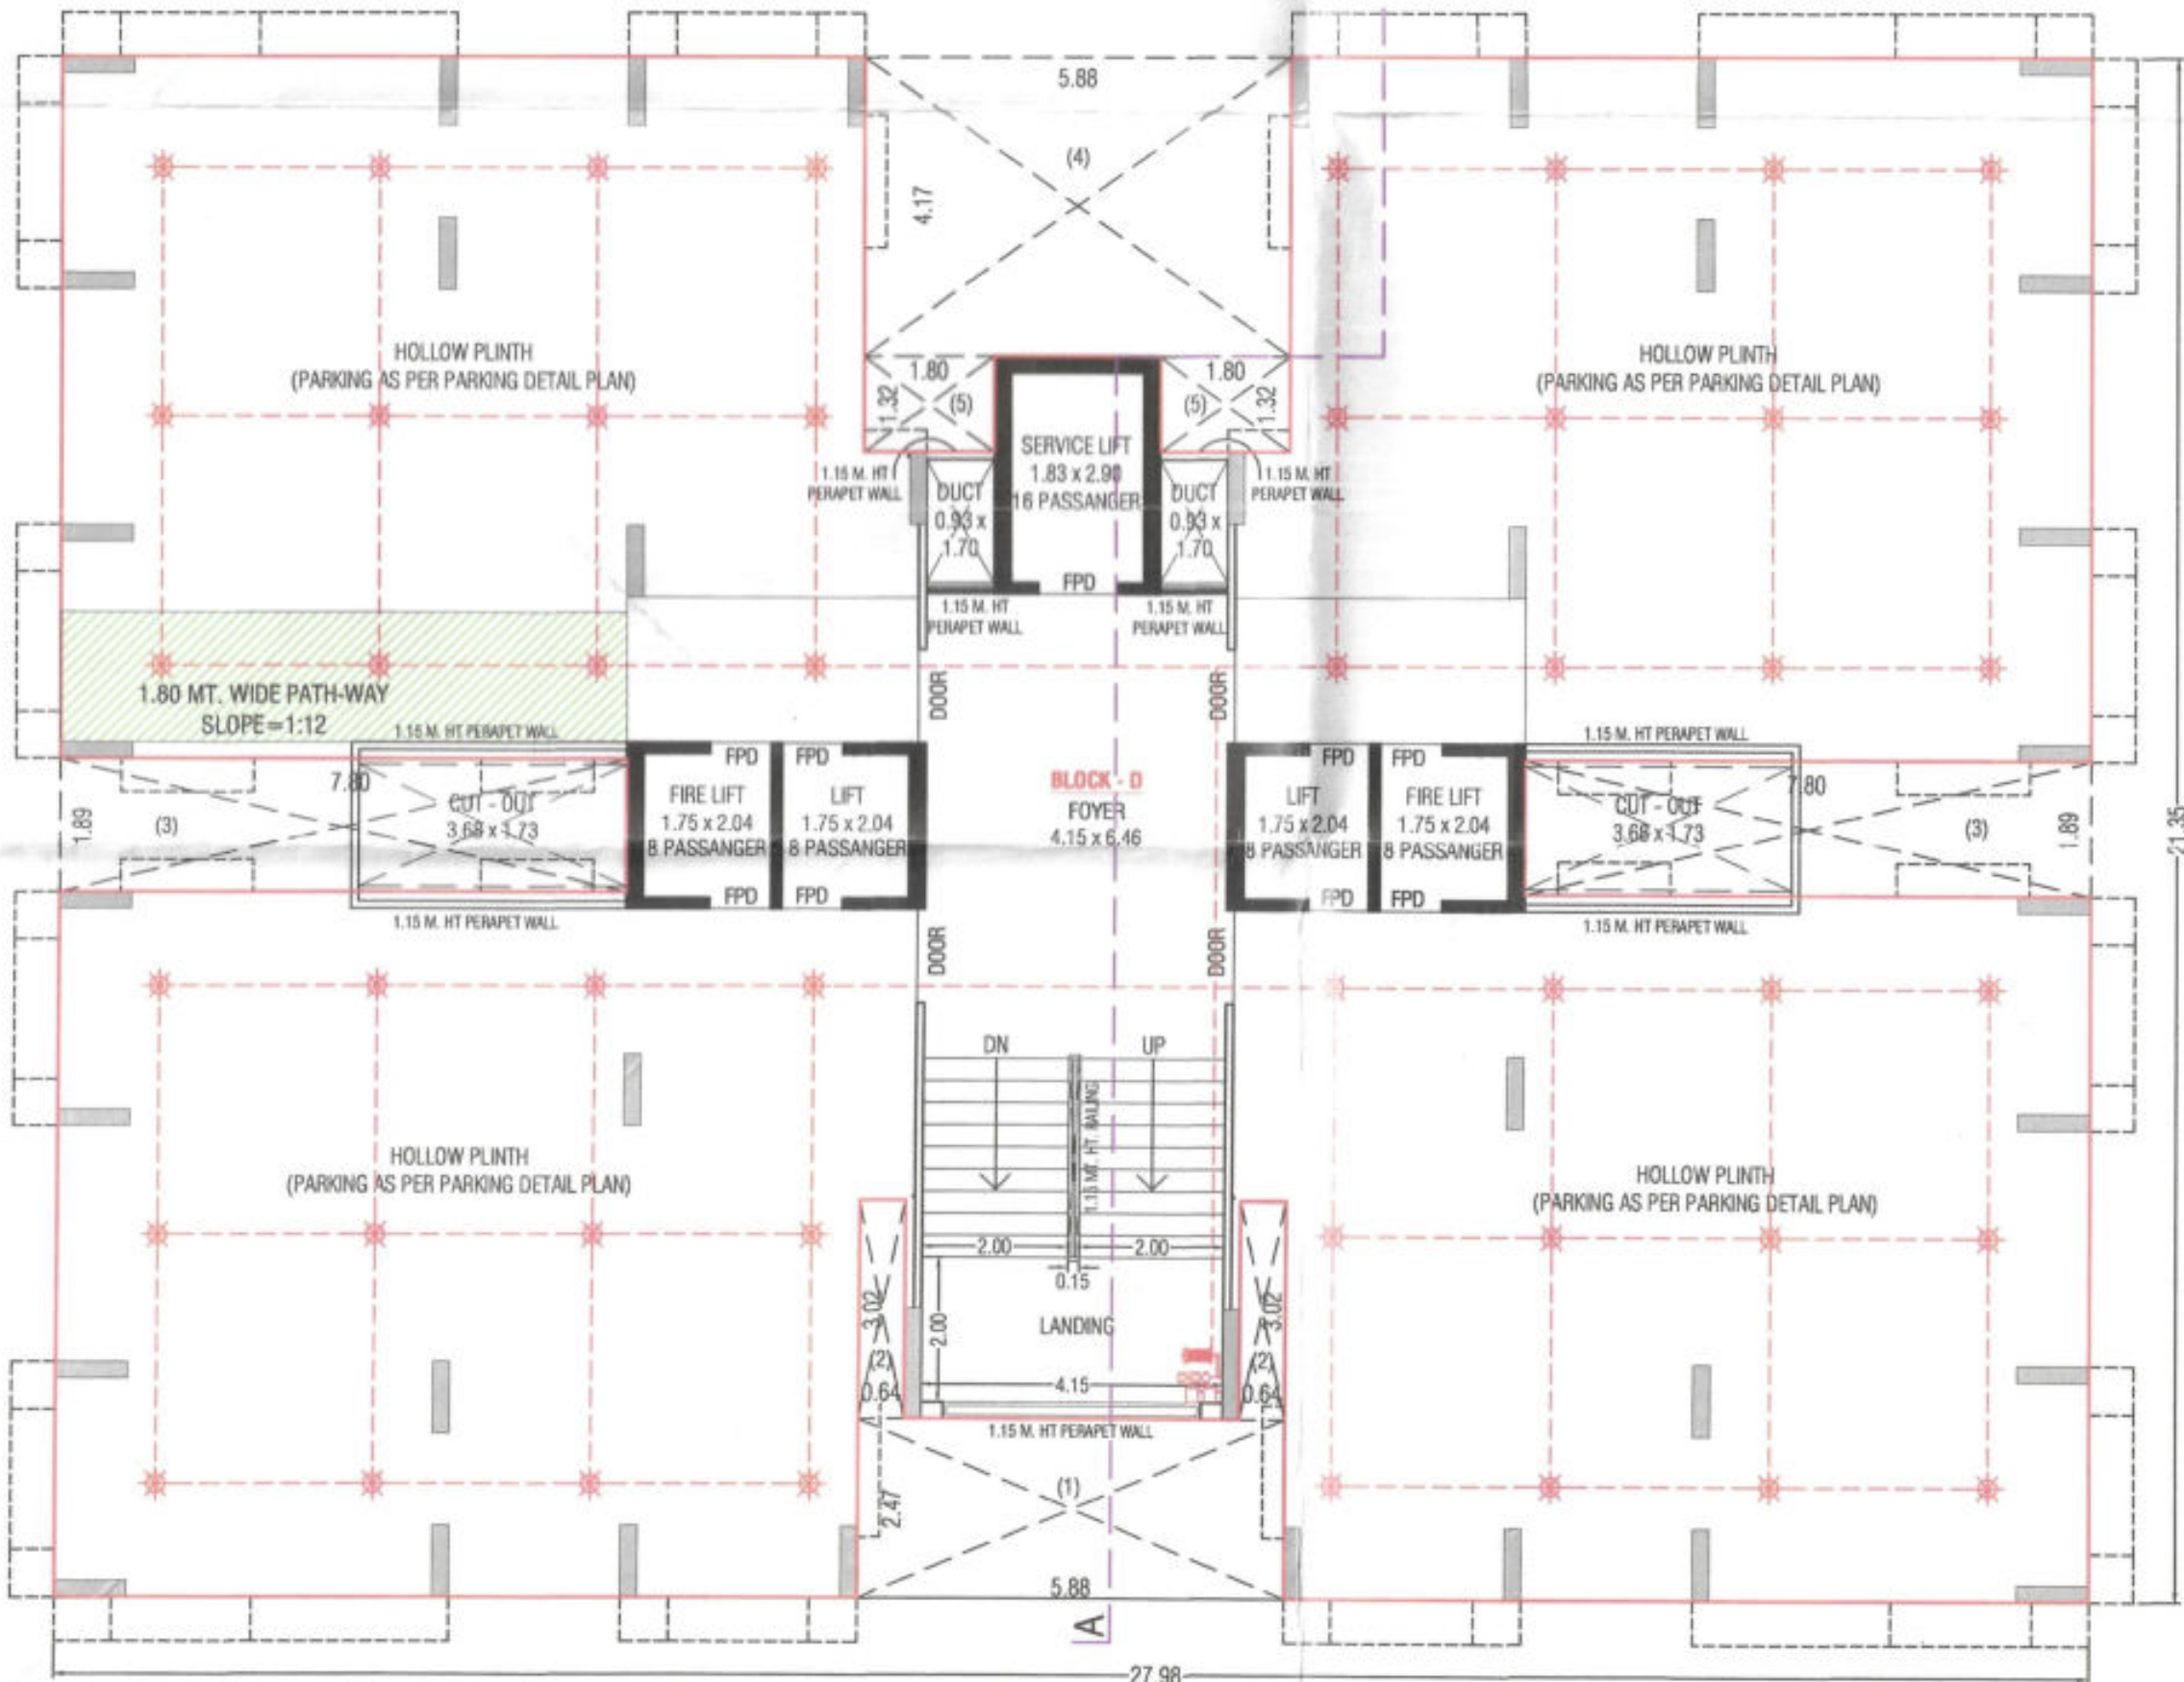 5.88
(4)
4.17
HOLLOW PLINTH
(PARKING AS PER PARKING DETAIL PLAN)
HOLLOW PLINTH
(PARKING AS PER PARKING DETAIL PLAN)
1.80
1.32
(5)
1.80
(5)
1.32
SERVICE LIFT
1.83 x 2.90
16 PASSANGER
FPD
1.15 M. HT
PERAPET WALL
1.15 M. HT
PERAPET WALL
DUCT
0.93 x
1.70
DUCT
0.93 x
1.70
1.15 M. HT
PERAPET WALL
1.15 M. HT
PERAPET WALL
1.80 MT. WIDE PATH-WAY
SLOPE=1:12
DOOR
DOOR
1.15 M. HT PERAPET WALL
1.15 M. HT PERAPET WALL
7.80
1.89
(3)
CUT - OUT
3.68 x 1.73
FPD
FPD
FIRE LIFT
1.75 x 2.04
8 PASSANGER
LIFT
1.75 x 2.04
8 PASSANGER
FPD
FPD
BLOCK - D
FOYER
4.15 x 6.46
FPD
FPD
LIFT
1.75 x 2.04
8 PASSANGER
FIRE LIFT
1.75 x 2.04
8 PASSANGER
FPD
FPD
7.80
CUT - OUT
3.68 x 1.73
(3)
1.89
21.35
1.15 M. HT PERAPET WALL
1.15 M. HT PERAPET WALL
DOOR
DOOR
DN
UP
1.15 MT. HT. RAILING
HOLLOW PLINTH
(PARKING AS PER PARKING DETAIL PLAN)
HOLLOW PLINTH
(PARKING AS PER PARKING DETAIL PLAN)
2.00
2.00
0.15
3.02
2.00
LANDING
3.02
(2)
(2)
0.64
4.15
0.64
1.15 M. HT PERAPET WALL
(1)
2.47
5.88
A
27.98